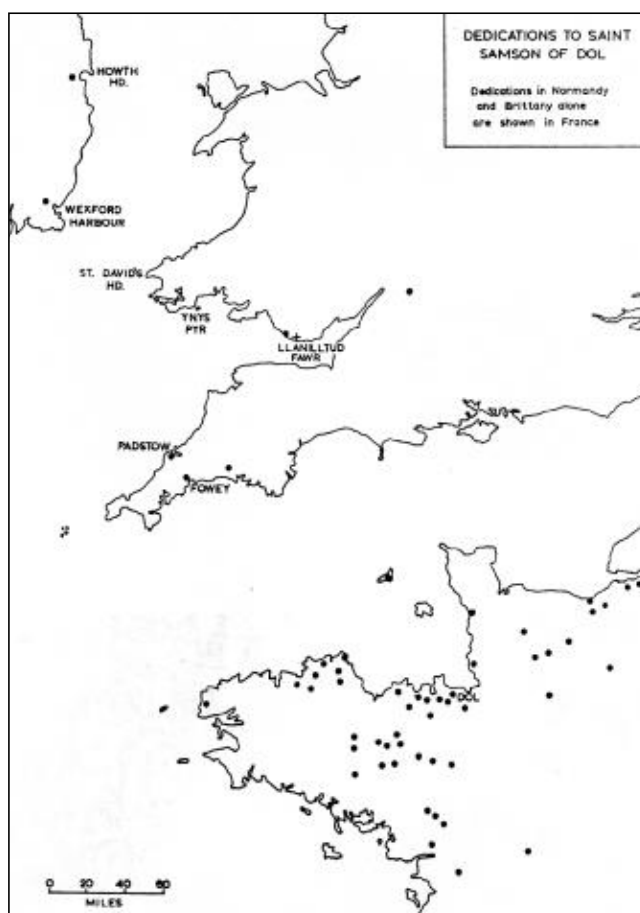 DEDICATIONS TO SAINT
SAMSON OF DOL
Dedications in Normandy
and Brittany alone
are shown in France
HOWTH
HD.
WEXFORD
HARBOUR
ST. DAVID'S
HD.
YNYS
PYR
LLANILLTUD
FAWR
PADSTOW
FOWEY
DOL
0 20 40 60
MILES